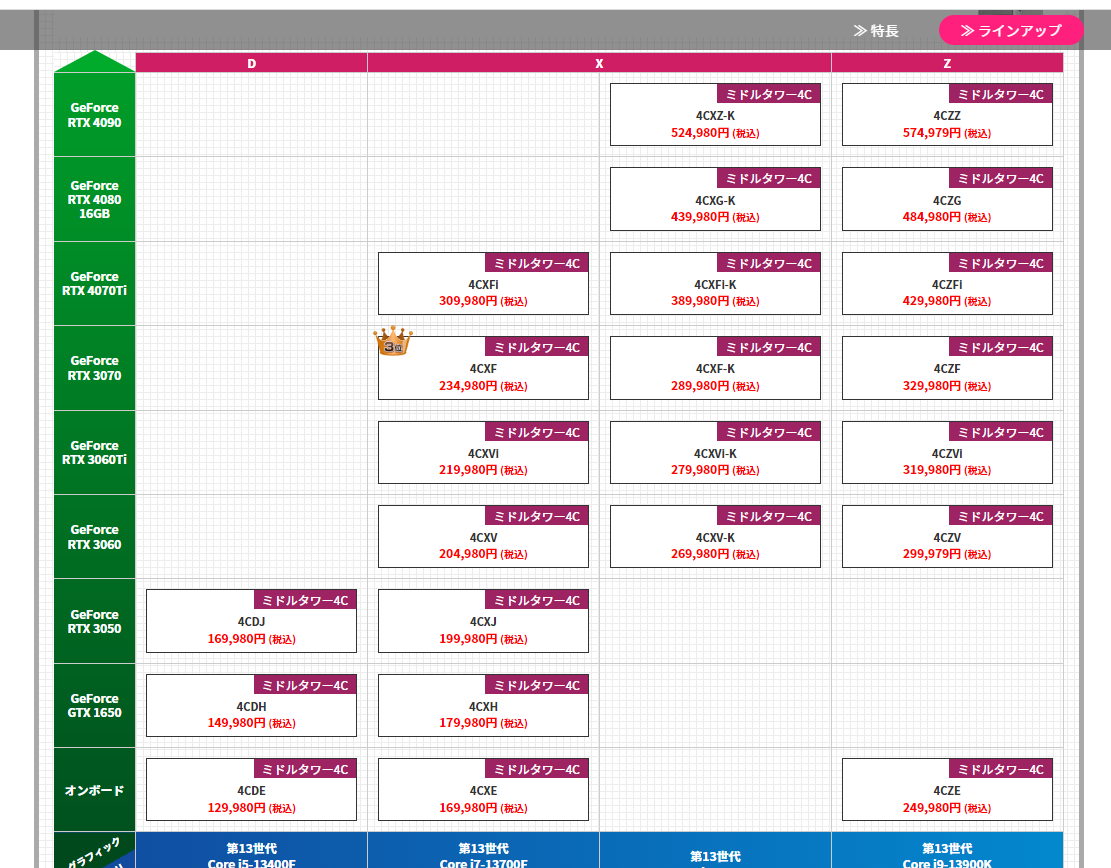 ≫ 特長
≫ ラインアップ
D
X
Z
GeForce
RTX 4090
ミドルタワー4C
4CXZ-K
524,980円 (税込)
ミドルタワー4C
4CZZ
574,979円 (税込)
GeForce
RTX 4080
16GB
ミドルタワー4C
4CXG-K
439,980円 (税込)
ミドルタワー4C
4CZG
484,980円 (税込)
GeForce
RTX 4070Ti
ミドルタワー4C
4CXFi
309,980円 (税込)
ミドルタワー4C
4CXFi-K
389,980円 (税込)
ミドルタワー4C
4CZFi
429,980円 (税込)
GeForce
RTX 3070
3位
ミドルタワー4C
4CXF
234,980円 (税込)
ミドルタワー4C
4CXF-K
289,980円 (税込)
ミドルタワー4C
4CZF
329,980円 (税込)
GeForce
RTX 3060Ti
ミドルタワー4C
4CXVi
219,980円 (税込)
ミドルタワー4C
4CXVi-K
279,980円 (税込)
ミドルタワー4C
4CZVi
319,980円 (税込)
GeForce
RTX 3060
ミドルタワー4C
4CXV
204,980円 (税込)
ミドルタワー4C
4CXV-K
269,980円 (税込)
ミドルタワー4C
4CZV
299,979円 (税込)
GeForce
RTX 3050
ミドルタワー4C
4CDJ
169,980円 (税込)
ミドルタワー4C
4CXJ
199,980円 (税込)
GeForce
GTX 1650
ミドルタワー4C
4CDH
149,980円 (税込)
ミドルタワー4C
4CXH
179,980円 (税込)
オンボード
ミドルタワー4C
4CDE
129,980円 (税込)
ミドルタワー4C
4CXE
169,980円 (税込)
ミドルタワー4C
4CZE
249,980円 (税込)
グラフィック
第13世代
Core i5-13400F
第13世代
Core i7-13700F
第13世代
第13世代
Core i9-13900K